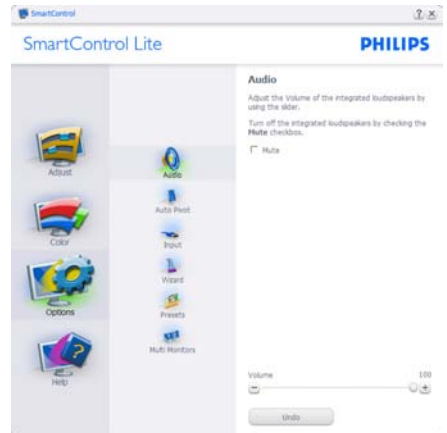 SmartControl
SmartControl Lite
PHILIPS
Adjust
Color
Options
Help
Audio
Auto Pivot
Input
Wizard
Presets
Multi Monitors
Audio
Adjust the Volume of the integrated loudspeakers by
using the slider.
Turn off the integrated loudspeakers by checking the
Mute checkbox.
Mute
Volume 100
Undo